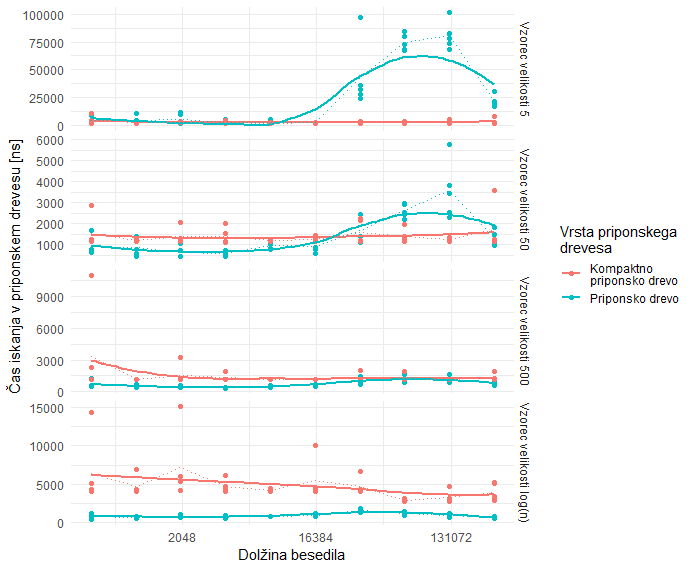 100000
75000
50000
25000
0
Vzorec velikosti 5
6000
5000
4000
3000
2000
1000
Vzorec velikosti 50
9000
6000
3000
0
Vzorec velikosti 500
15000
10000
5000
0
Vzorec velikosti log(n)
2048
16384
131072
Dolžina besedila
Čas iskanja v priponskem drevesu [ns]
Vrsta priponskega
drevesa
Kompaktno
priponsko drevo
Priponsko drevo